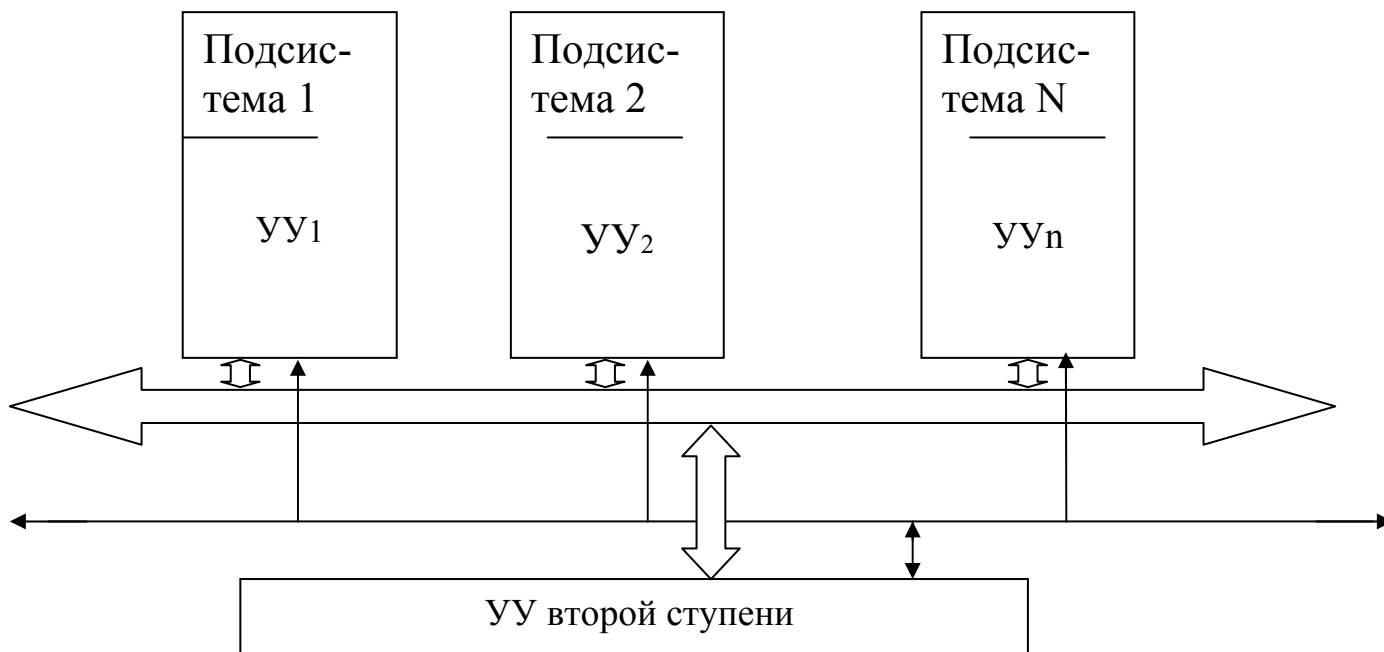 Подсис-
тема 1
Подсис-
тема 2
Подсис-
тема N
УУ1
УУ2
УУn
УУ второй ступени